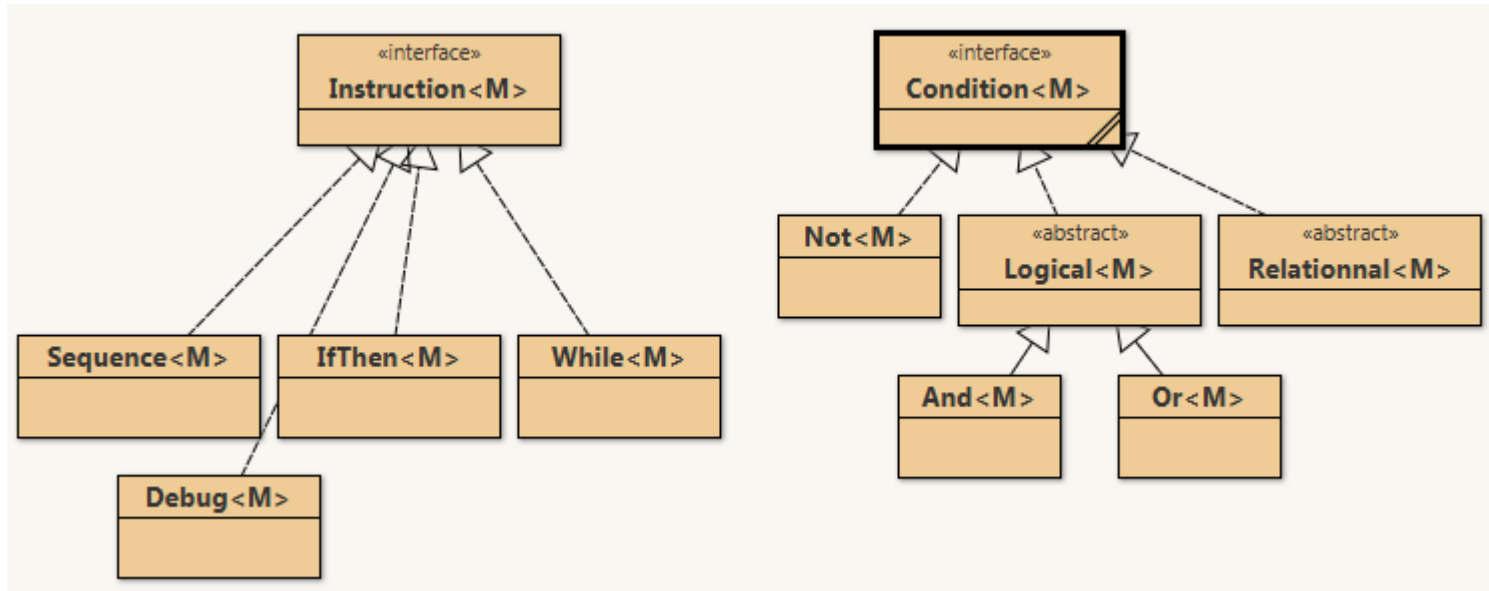 «interface»
Instruction<M>
«interface»
Condition<M>
Not<M>
«abstract»
Logical<M>
«abstract»
Relationnal<M>
Sequence<M>
IfThen<M>
While<M>
And<M>
Or<M>
Debug<M>